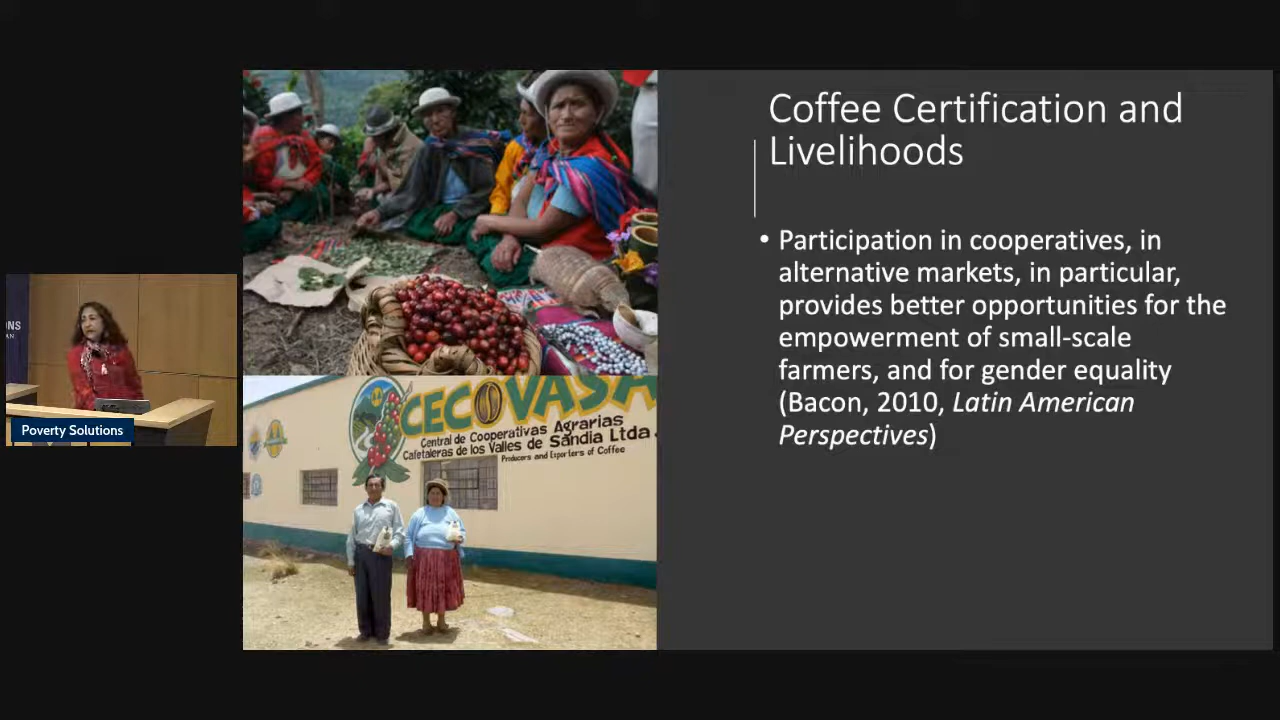 Coffee Certification and
Livelihoods
• Participation in cooperatives, in
alternative markets, in particular,
provides better opportunities for the
empowerment of small-scale
farmers, and for gender equality
(Bacon, 2010, Latin American
Perspectives)
CECOVASA
Central de Cooperativas Agrarias
Cafetaleras de los Valles de Sandia Ltda.
Producers and Exporters of Coffee
Poverty Solutions